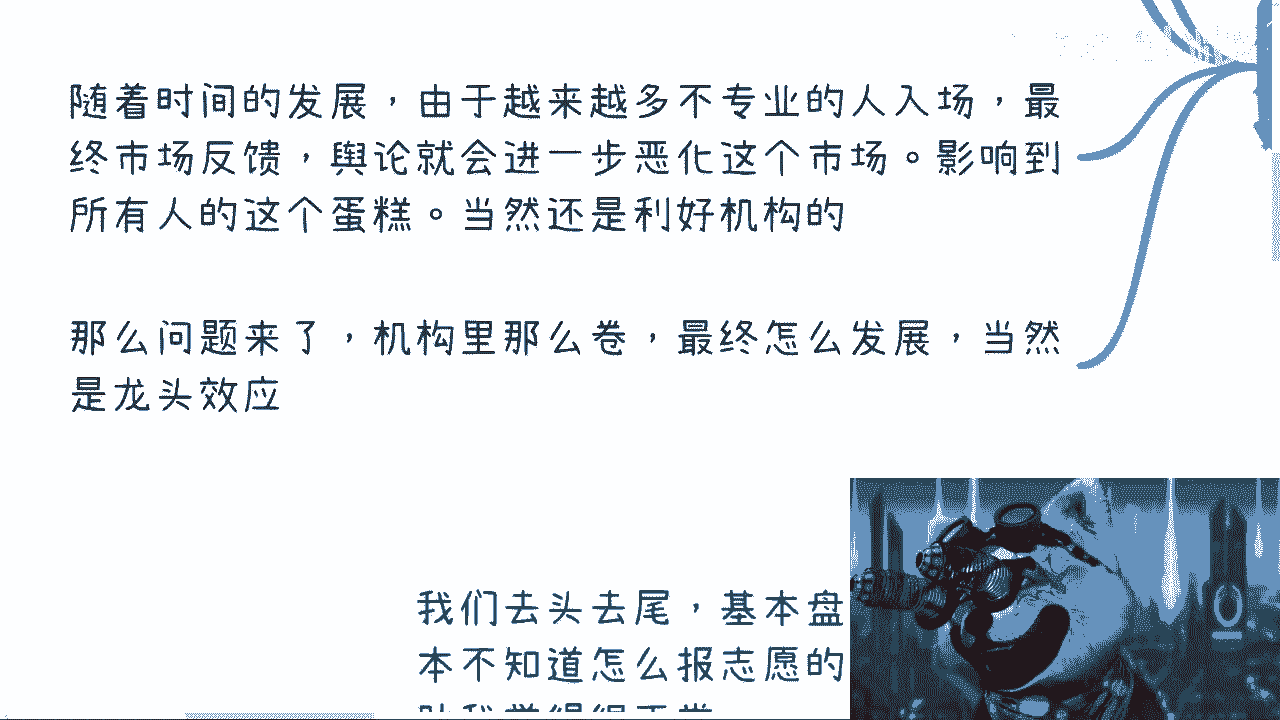 随着时间的发展，由于越来越多不专业的人入场，最
终市场反馈，舆论就会进一步恶化这个市场。影响到
所有人的这个蛋糕。当然还是利好机构的
那么问题来了，机构里那么卷，最终怎么发展，当然
是龙头效应
我们去头去尾，基本盘
本不知道怎么报志愿的